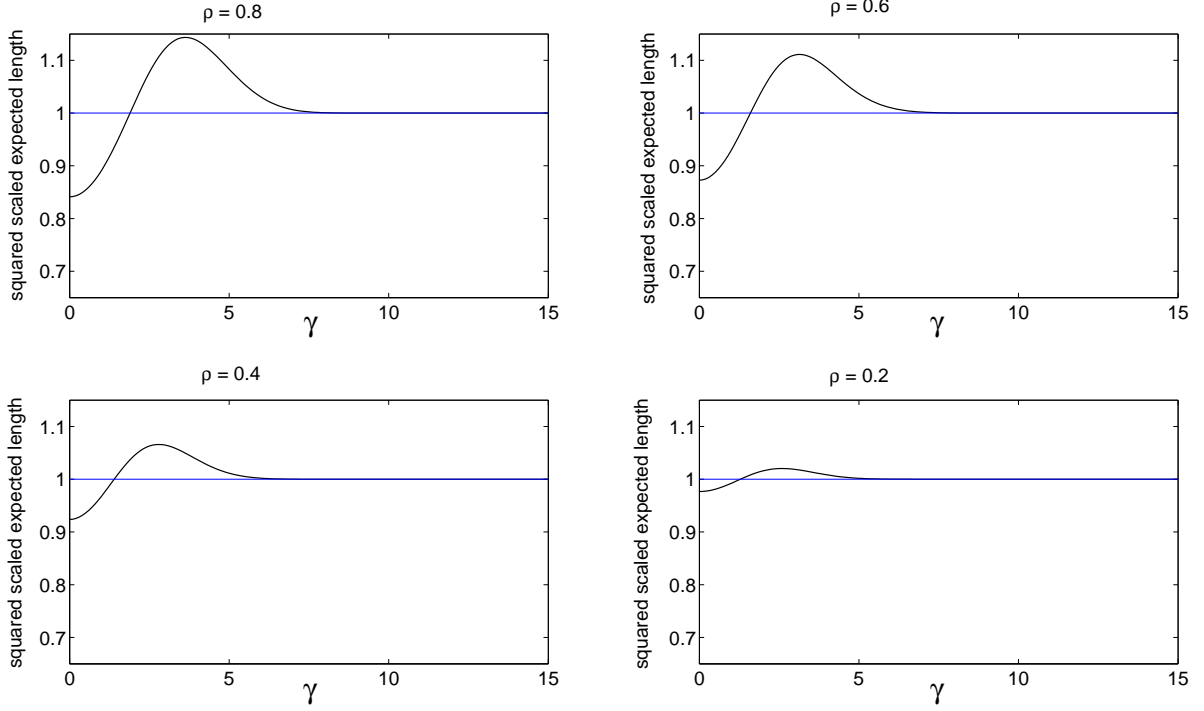 ρ = 0.8
squared scaled expected length
1.1
1
0.9
0.8
0.7
0 5 10 15
γ
ρ = 0.6
squared scaled expected length
1.1
1
0.9
0.8
0.7
0 5 10 15
γ
ρ = 0.4
squared scaled expected length
1.1
1
0.9
0.8
0.7
0 5 10 15
γ
ρ = 0.2
squared scaled expected length
1.1
1
0.9
0.8
0.7
0 5 10 15
γ